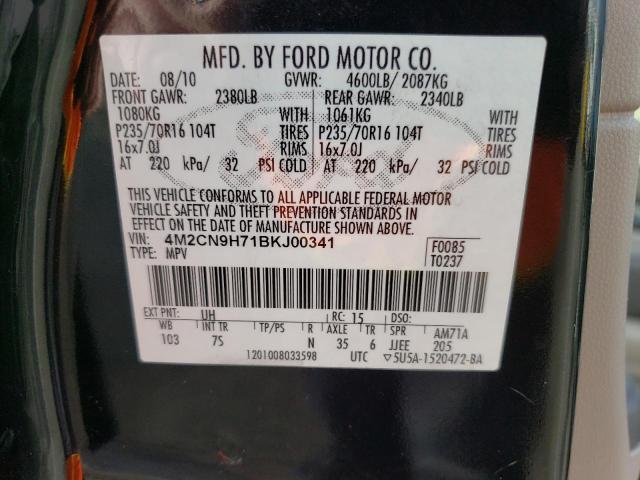 MFD. BY FORD MOTOR CO.
DATE: 08/10 GVWR: 4600LB/ 2087KG
FRONT GAWR: 2380LB REAR GAWR: 2340LB
1080KG WITH 1061KG WITH
P235/70R16 104T TIRES P235/70R16 104T TIRES
16x7.0J RIMS 16x7.0J RIMS
AT 220 kPa/ 32 PSI COLD AT 220 kPa/ 32 PSI COLD
THIS VEHICLE CONFORMS TO ALL APPLICABLE FEDERAL MOTOR
VEHICLE SAFETY AND THEFT PREVENTION STANDARDS IN
EFFECT ON THE DATE OF MANUFACTURE SHOWN ABOVE.
VIN: 4M2CN9H71BKJ00341 F0085
TYPE: MPV T0237
EXT PNT: UH RC: 15 DSO:
WB INT TR TP/PS R AXLE TR SPR AM71A
103 7S N 35 6 JJEE 205
1201008033598 UTC ▽5U5A-1520472-BA